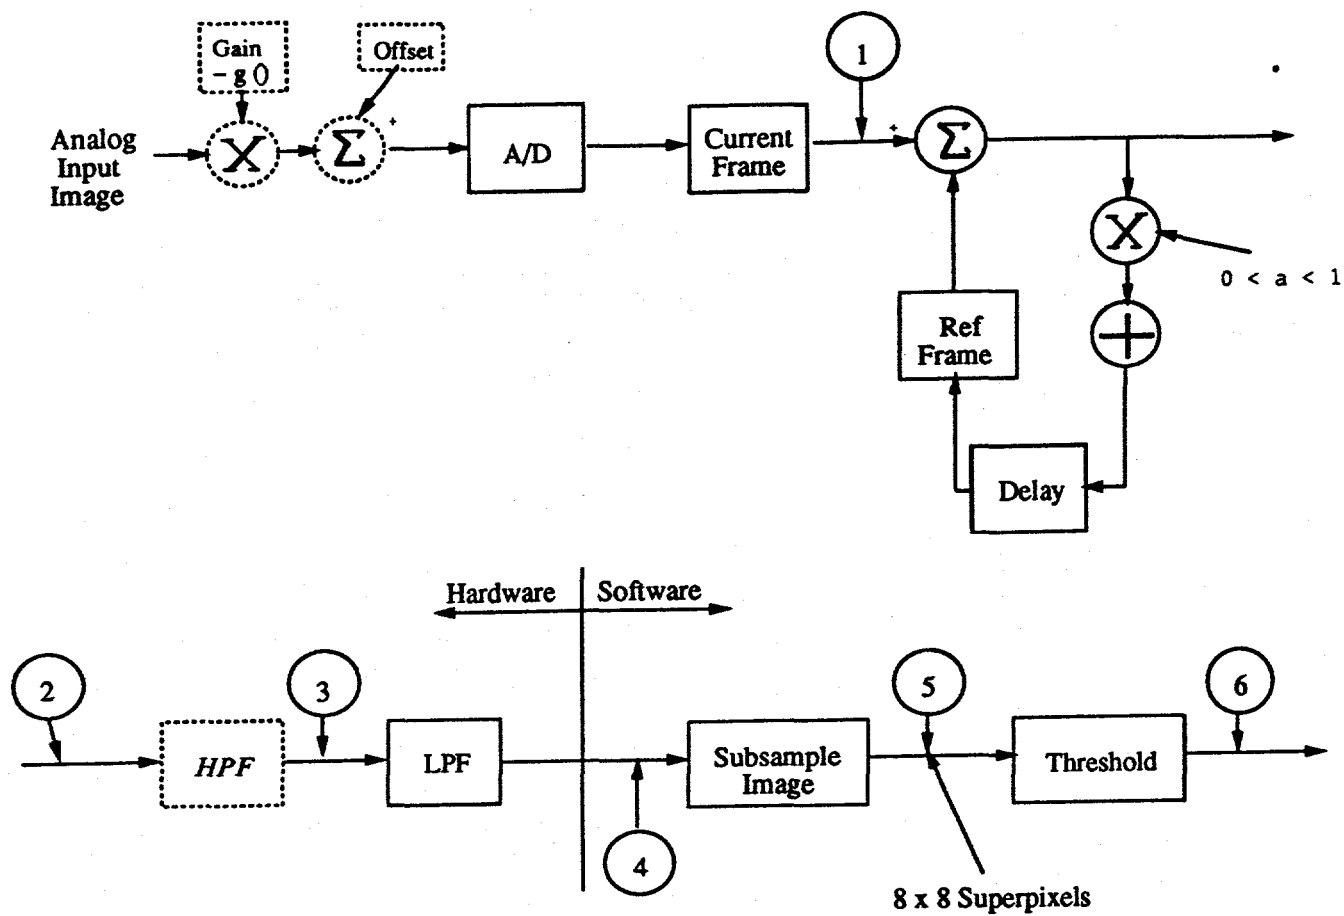 Gain
- g ()
Offset
1
Analog
Input
Image
X
Σ
+
A/D
Current
Frame
+
Σ
X
0 < a < 1
+
Ref
Frame
Delay
Hardware
Software
2
HPF
3
LPF
4
Subsample
Image
5
Threshold
6
8 x 8 Superpixels